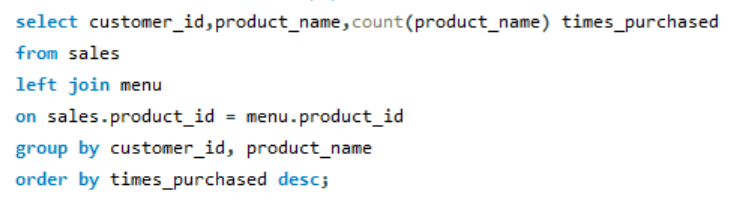 select customer_id,product_name,count(product_name) times_purchased
from sales
left join menu
on sales.product_id = menu.product_id
group by customer_id, product_name
order by times_purchased desc;